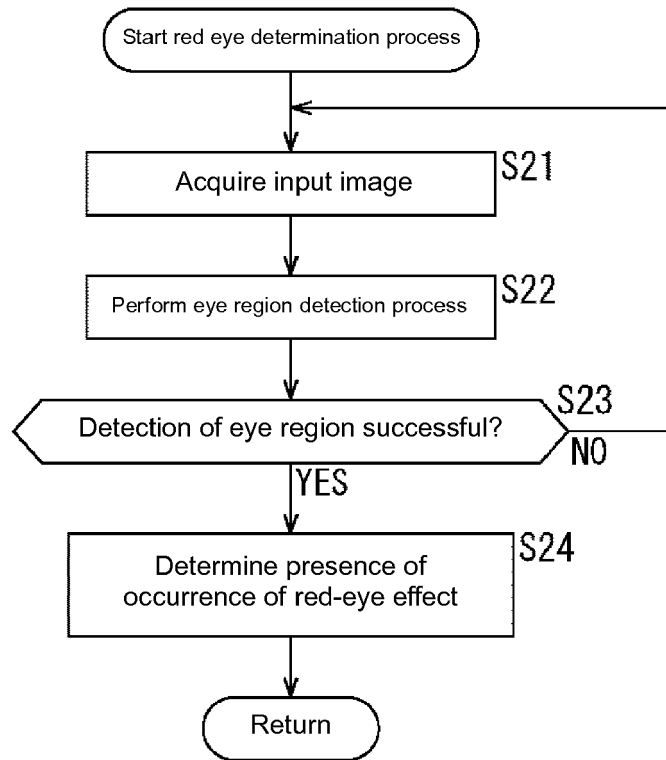 Start red eye determination process
Acquire input image
S21
Perform eye region detection process
S22
Detection of eye region successful?
S23
NO
YES
Determine presence of
occurrence of red-eye effect
S24
Return